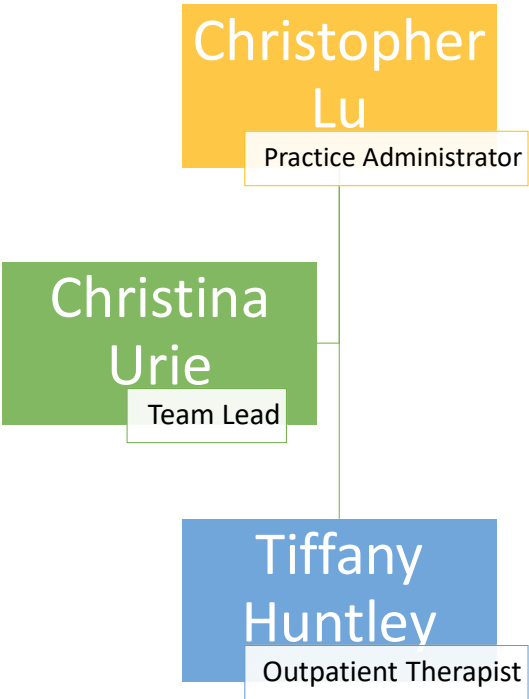 Christopher
Lu
Practice Administrator
Christina
Urie
Team Lead
Tiffany
Huntley
Outpatient Therapist